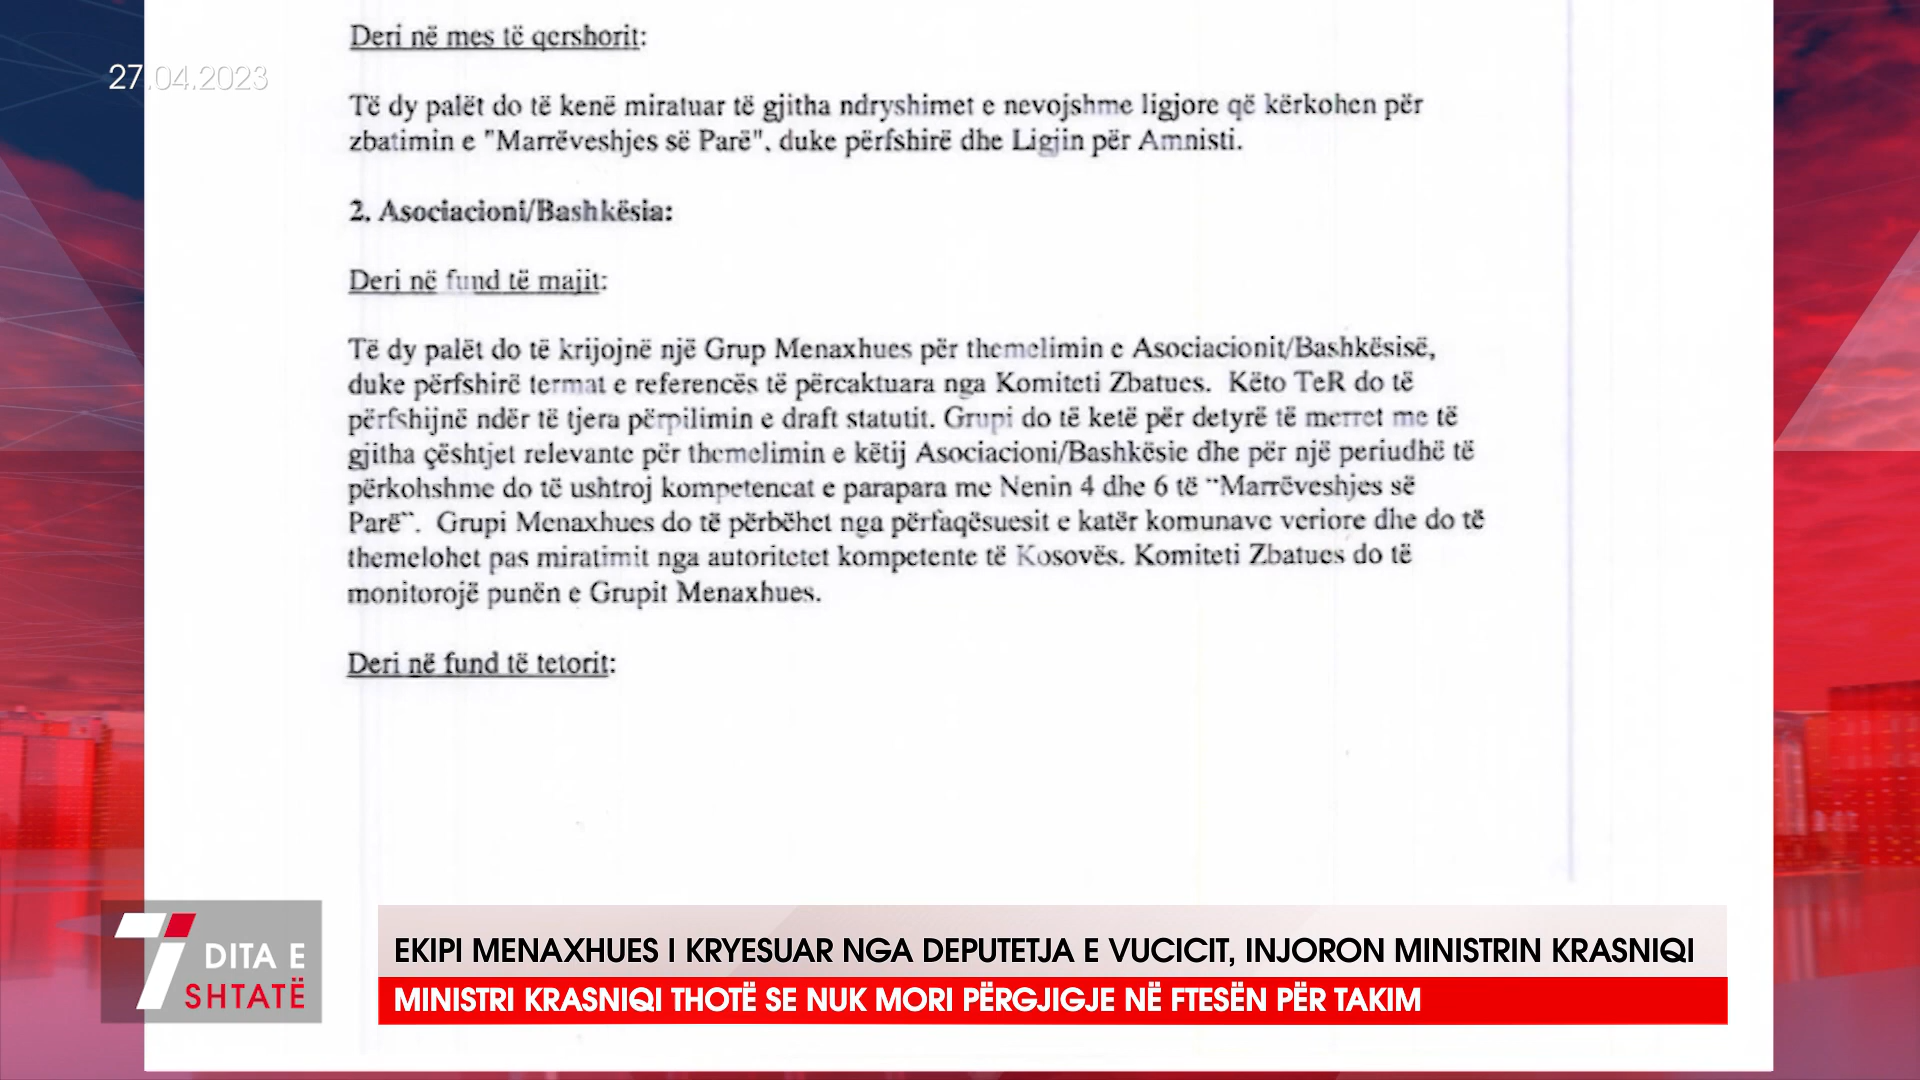 Deri në mes të qershorit:
27.04.2023
Të dy palët do të kenë miratuar të gjitha ndryshimet e nevojshme ligjore që kërkohen për
zbatimin e "Marrëveshjes së Parë", duke përfshirë dhe Ligjin për Amnisti.
2. Asociacioni/Bashkësia:
Deri në fund të majit:
Të dy palët do të krijojnë një Grup Menaxhues për themelimin e Asociacionit/Bashkësisë,
duke përfshirë termat e referencës të përcaktuara nga Komiteti Zbatues. Këto TeR do të
përfshijnë ndër të tjera përpilimin e draft statutit. Grupi do të ketë për detyrë të merret me të
gjitha çështjet relevante për themelimin e këtij Asociacioni/Bashkësie dhe për një periudhë të
përkohshme do të ushtroj kompetencat e parapara me Nenin 4 dhe 6 të "Marrëveshjes së
Parë". Grupi Menaxhues do të përbëhet nga përfaqësuesit e katër komunave veriore dhe do të
themelohet pas miratimit nga autoritetet kompetente të Kosovës. Komiteti Zbatues do të
monitorojë punën e Grupit Menaxhues.
Deri në fund të tetorit:
7 DITA E
SHTATË
EKIPI MENAXHUES I KRYESUAR NGA DEPUTETJA E VUCICIT, INJORON MINISTRIN KRASNIQI
MINISTRI KRASNIQI THOTË SE NUK MORI PËRGJIGJE NË FTESËN PËR TAKIM